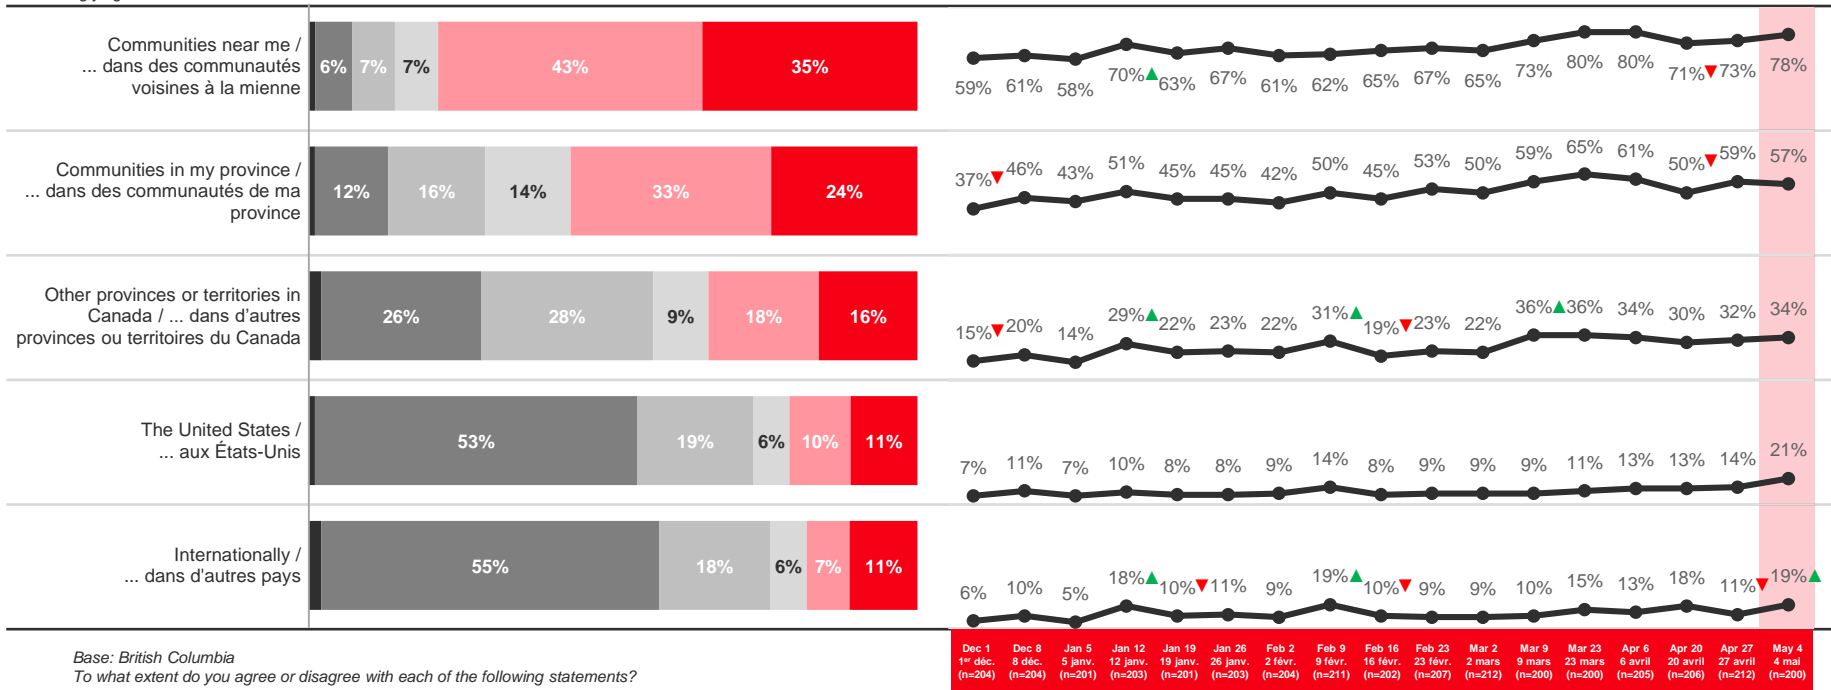 Communities near me /
... dans des communautés
voisines à la mienne
6% 7% 7% 43% 35%
59% 61% 58% 70% 63% 67% 61% 62% 65% 67% 65% 73% 80% 80% 71% 73% 78%
Communities in my province /
... dans des communautés de ma
province
12% 16% 14% 33% 24%
37% 46% 43% 51% 45% 45% 42% 50% 45% 53% 50% 59% 65% 61% 50% 59% 57%
Other provinces or territories in
Canada / ... dans d'autres
provinces ou territoires du Canada
26% 28% 9% 18% 16%
15% 20% 14% 29% 22% 23% 22% 31% 19% 23% 22% 36% 36% 34% 30% 32% 34%
The United States /
... aux États-Unis
53% 19% 6% 10% 11%
7% 11% 7% 10% 8% 8% 9% 14% 8% 9% 9% 9% 11% 13% 13% 14% 21%
Internationally /
... dans d'autres pays
55% 18% 6% 7% 11%
6% 10% 5% 18% 10% 11% 9% 19% 10% 9% 9% 10% 15% 13% 18% 11% 19%
Dec 1 Dec 8 Jan 5 Jan 12 Jan 19 Jan 26 Feb 2 Feb 9 Feb 16 Feb 23 Mar 2 Mar 9 Mar 23 Apr 6 Apr 20 Apr 27 May 4
1er déc. 8 déc. 5 janv. 12 janv. 19 janv. 26 janv. 2 févr. 9 févr. 16 févr. 23 févr. 2 mars 9 mars 23 mars 6 avril 20 avril 27 avril 4 mai
(n=204) (n=204) (n=201) (n=203) (n=201) (n=203) (n=204) (n=211) (n=202) (n=207) (n=212) (n=200) (n=200) (n=205) (n=206) (n=212) (n=200)
Base: British Columbia
To what extent do you agree or disagree with each of the following statements?